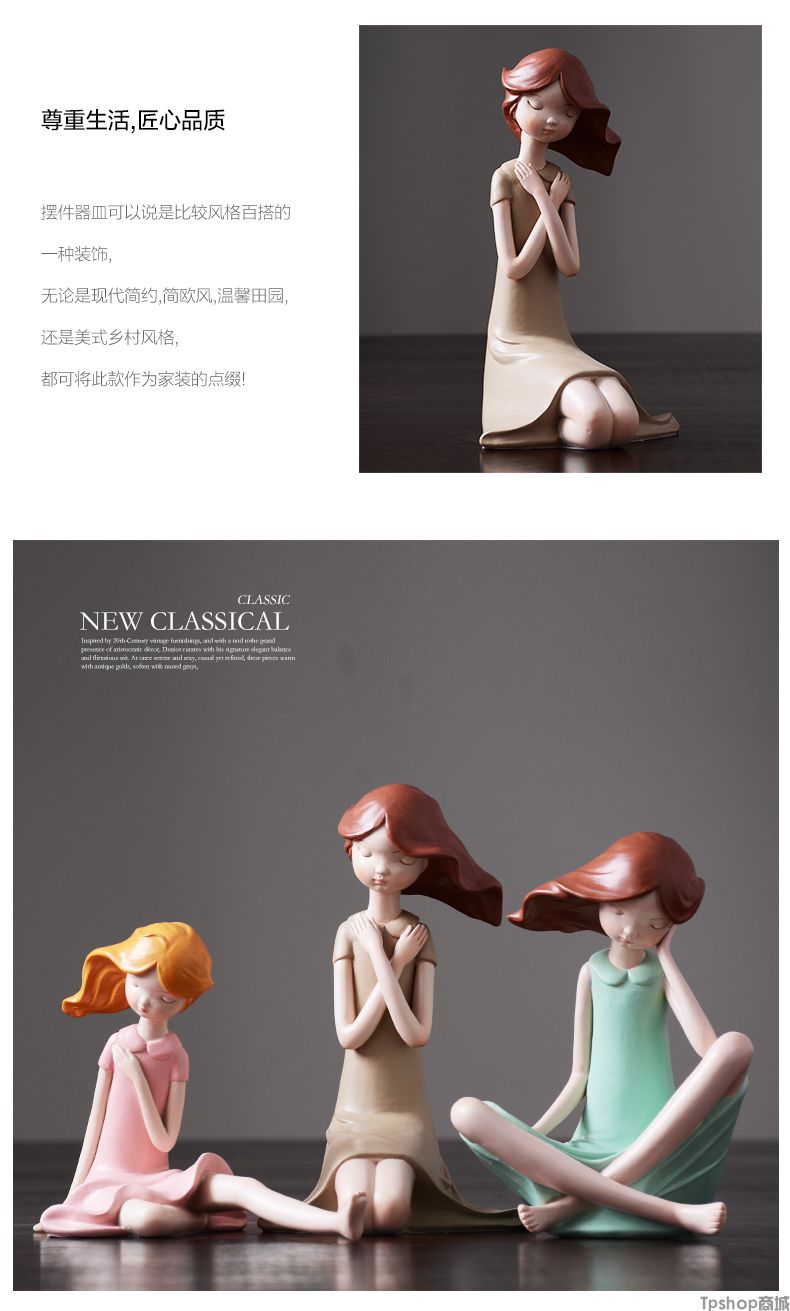 尊重生活,匠心品质
摆件器皿可以说是比较风格百搭的
一种装饰,
无论是现代简约,简欧风,温馨田园,
还是美式乡村风格,
都可将此款作为家装的点缀!
CLASSIC
NEW CLASSICAL
Inspired by 20th-Century vintage furnishings, and with a nod tothe grand
presence of aristocratic décor, Deniot curates with his signature elegant balance
and flirtatious wit. At once serene and sexy, casual yet refined, these pieces warm
with antique golds, soften with muted grays,
Tpshop商城